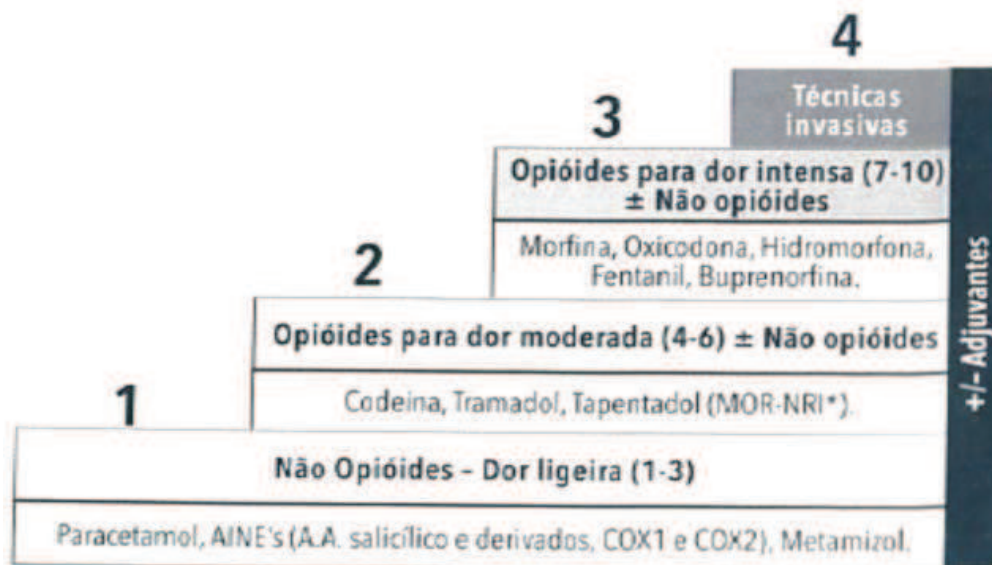 4
Técnicas
invasivas
3
Opióides para dor intensa (7-10)
± Não opióides
Morfina, Oxicodona, Hidromorfona,
Fentanil, Buprenorfina.
2
Opióides para dor moderada (4-6) ± Não opióides
Codeína, Tramadol, Tapentadol (MOR-NRI*).
1
Não Opióides – Dor ligeira (1-3)
Paracetamol, AINE's (A.A. salicílico e derivados, COX1 e COX2), Metamizol.
+/- Adjuvantes